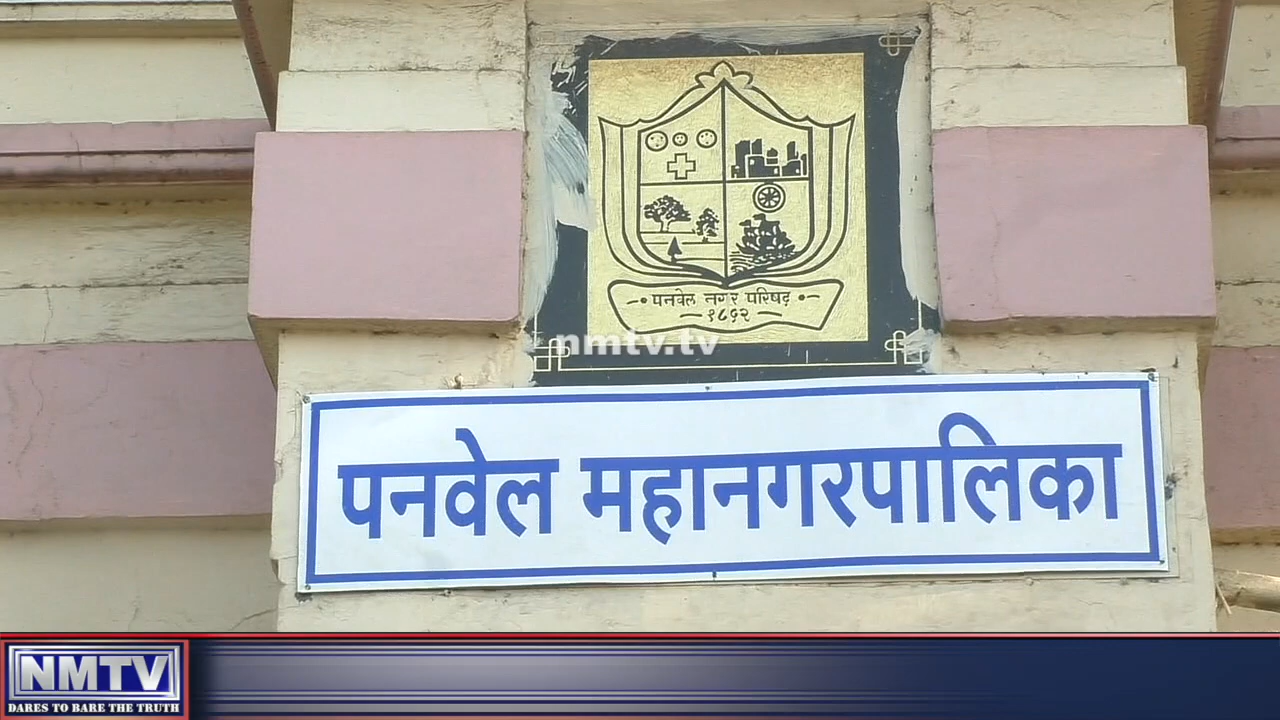 पनवेल नगर परिषद
१८५२
nmtv.tv
पनवेल महानगरपालिका
NMTV
DARES TO BARE THE TRUTH